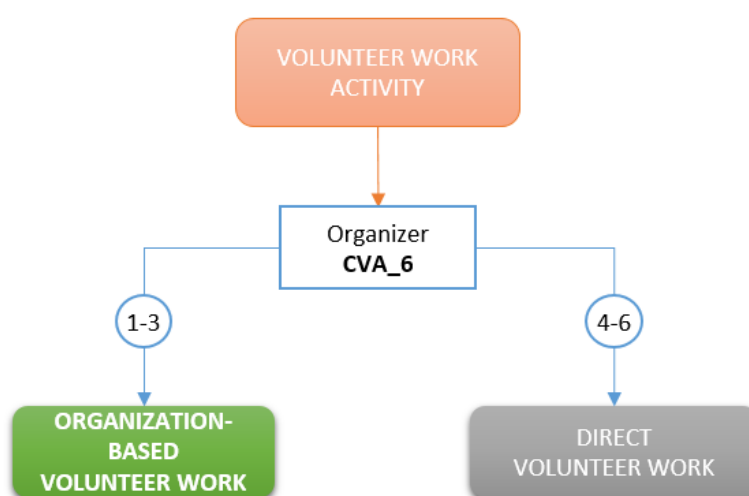 VOLUNTEER WORK
ACTIVITY
Organizer
CVA_6
1-3
4-6
ORGANIZATION-
BASED
VOLUNTEER WORK
DIRECT
VOLUNTEER WORK